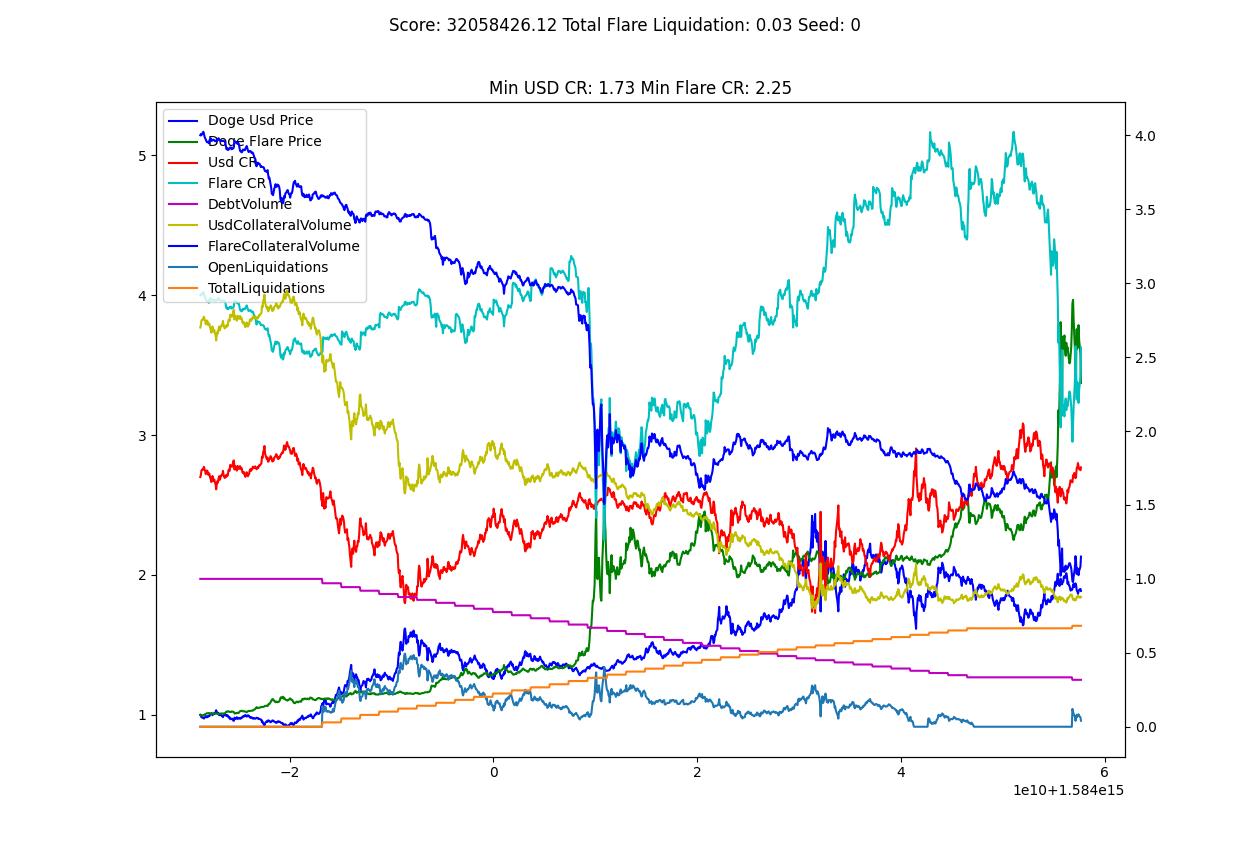 Score: 32058426.12 Total Flare Liquidation: 0.03 Seed: 0
Min USD CR: 1.73 Min Flare CR: 2.25
Doge Usd Price
Doge Flare Price
Usd CR
Flare CR
DebtVolume
UsdCollateralVolume
FlareCollateralVolume
OpenLiquidations
TotalLiquidations
5
4
3
2
1
4.0
3.5
3.0
2.5
2.0
1.5
1.0
0.5
0.0
−2
0
2
4
6
1e10+1.584e15